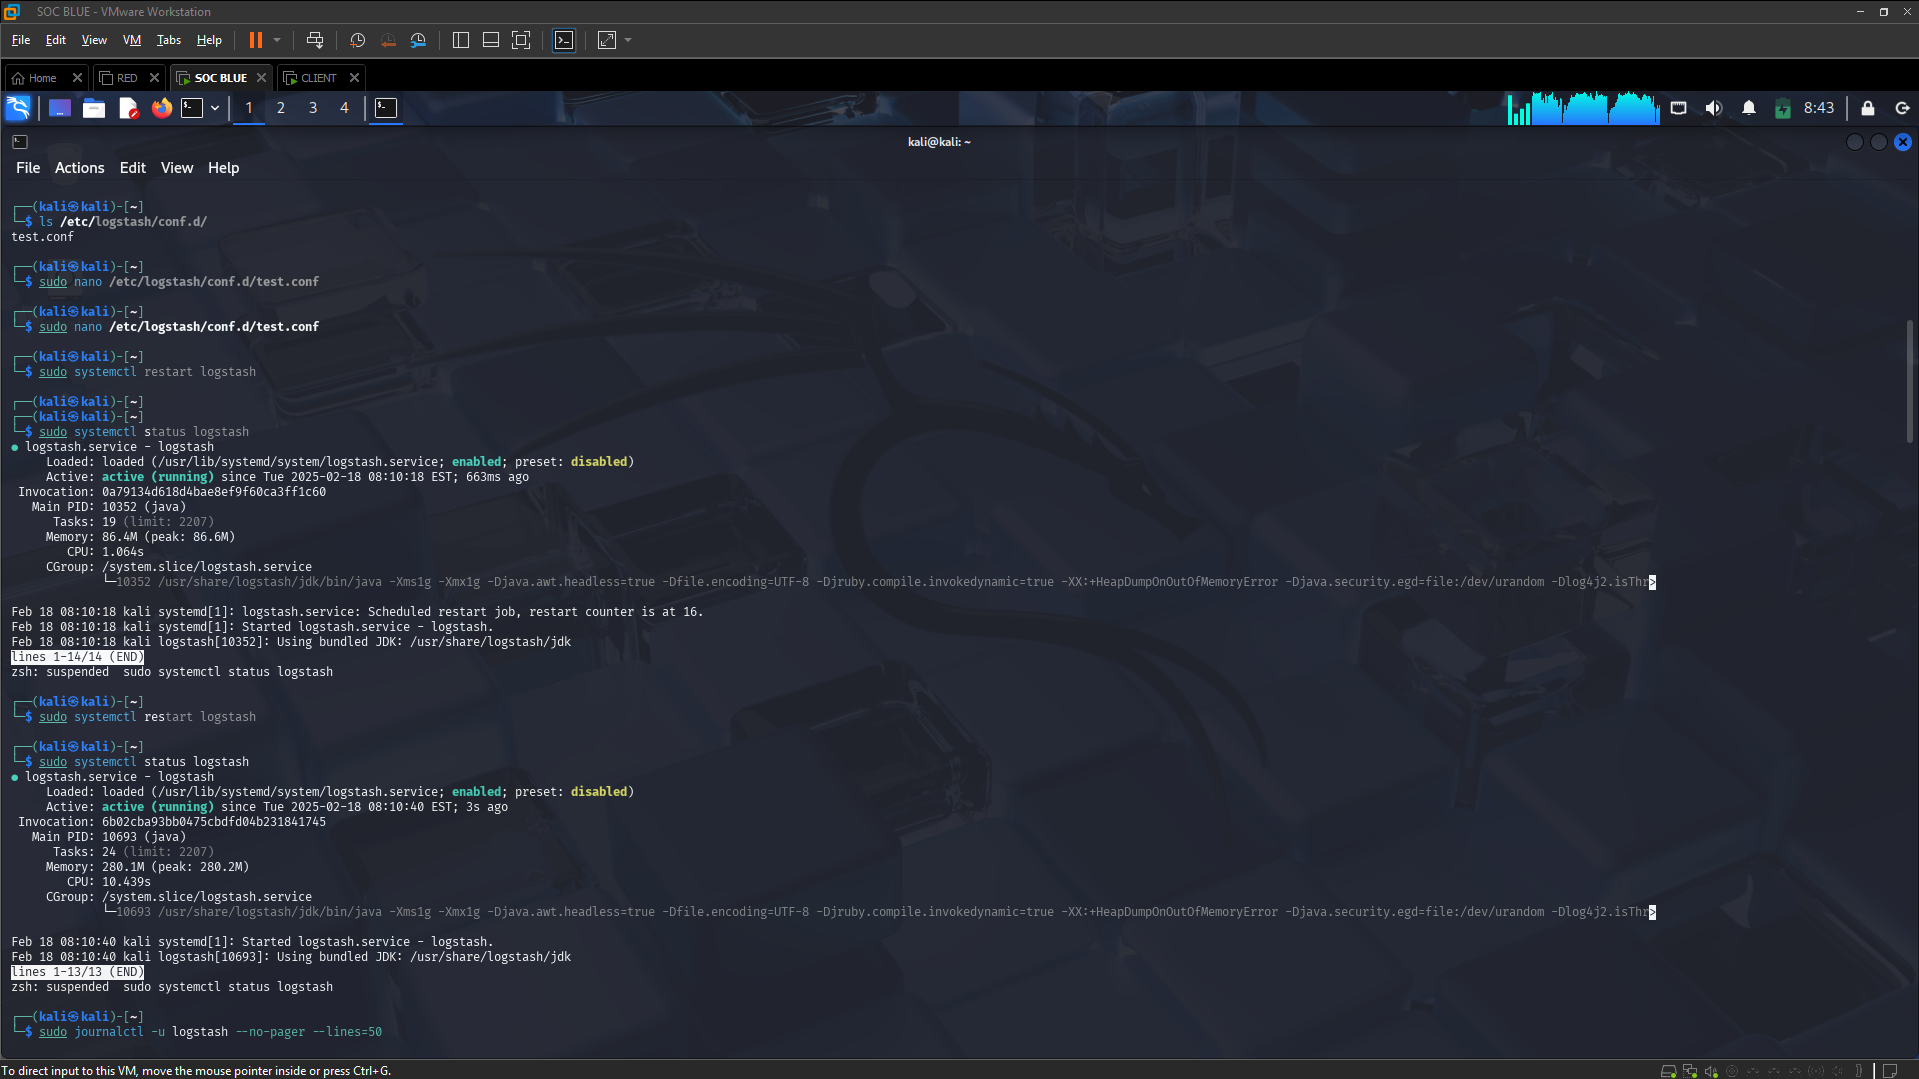 SOC BLUE - VMware Workstation
File Edit View VM Tabs Help
Home RED SOC BLUE CLIENT
1 2 3 4 8:43
kali@kali: ~
File Actions Edit View Help
┌──(kali㉿kali)-[~]
└─$ ls /etc/logstash/conf.d/
test.conf
┌──(kali㉿kali)-[~]
└─$ sudo nano /etc/logstash/conf.d/test.conf
┌──(kali㉿kali)-[~]
└─$ sudo nano /etc/logstash/conf.d/test.conf
┌──(kali㉿kali)-[~]
└─$ sudo systemctl restart logstash
┌──(kali㉿kali)-[~]
┌──(kali㉿kali)-[~]
└─$ sudo systemctl status logstash
● logstash.service - logstash
Loaded: loaded (/usr/lib/systemd/system/logstash.service; enabled; preset: disabled)
Active: active (running) since Tue 2025-02-18 08:10:18 EST; 663ms ago
Invocation: 0a79134d618d4bae8ef9f60ca3ff1c60
Main PID: 10352 (java)
Tasks: 19 (limit: 2207)
Memory: 86.4M (peak: 86.6M)
CPU: 1.064s
CGroup: /system.slice/logstash.service
└─10352 /usr/share/logstash/jdk/bin/java -Xms1g -Xmx1g -Djava.awt.headless=true -Dfile.encoding=UTF-8 -Djruby.compile.invokedynamic=true -XX:+HeapDumpOnOutOfMemoryError -Djava.security.egd=file:/dev/urandom -Dlog4j2.isThr>
Feb 18 08:10:18 kali systemd[1]: logstash.service: Scheduled restart job, restart counter is at 16.
Feb 18 08:10:18 kali systemd[1]: Started logstash.service - logstash.
Feb 18 08:10:18 kali logstash[10352]: Using bundled JDK: /usr/share/logstash/jdk
lines 1-14/14 (END)
zsh: suspended  sudo systemctl status logstash
┌──(kali㉿kali)-[~]
└─$ sudo systemctl restart logstash
┌──(kali㉿kali)-[~]
└─$ sudo systemctl status logstash
● logstash.service - logstash
Loaded: loaded (/usr/lib/systemd/system/logstash.service; enabled; preset: disabled)
Active: active (running) since Tue 2025-02-18 08:10:40 EST; 3s ago
Invocation: 6b02cba93bb0475cbdfd04b231841745
Main PID: 10693 (java)
Tasks: 24 (limit: 2207)
Memory: 280.1M (peak: 280.2M)
CPU: 10.439s
CGroup: /system.slice/logstash.service
└─10693 /usr/share/logstash/jdk/bin/java -Xms1g -Xmx1g -Djava.awt.headless=true -Dfile.encoding=UTF-8 -Djruby.compile.invokedynamic=true -XX:+HeapDumpOnOutOfMemoryError -Djava.security.egd=file:/dev/urandom -Dlog4j2.isThr>
Feb 18 08:10:40 kali systemd[1]: Started logstash.service - logstash.
Feb 18 08:10:40 kali logstash[10693]: Using bundled JDK: /usr/share/logstash/jdk
lines 1-13/13 (END)
zsh: suspended  sudo systemctl status logstash
┌──(kali㉿kali)-[~]
└─$ sudo journalctl -u logstash --no-pager --lines=50
To direct input to this VM, move the mouse pointer inside or press Ctrl+G.